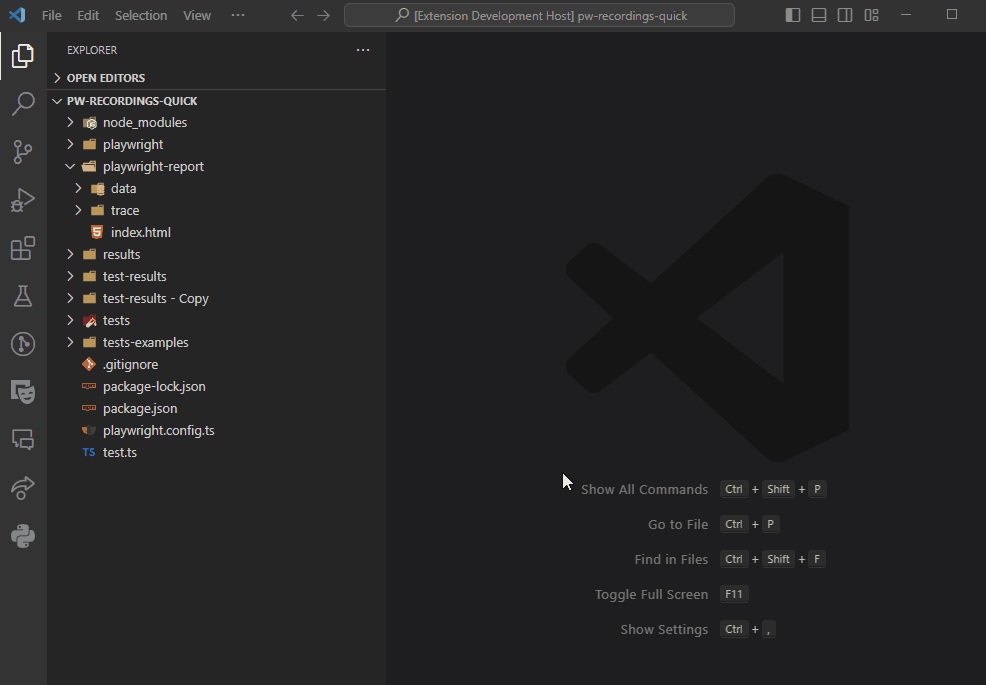 File Edit Selection View ··· [Extension Development Host] pw-recordings-quick
EXPLORER ···
OPEN EDITORS
PW-RECORDINGS-QUICK
node_modules
playwright
playwright-report
data
trace
index.html
results
test-results
test-results - Copy
tests
tests-examples
.gitignore
package-lock.json
package.json
playwright.config.ts
TS test.ts
Show All Commands Ctrl + Shift + P
Go to File Ctrl + P
Find in Files Ctrl + Shift + F
Toggle Full Screen F11
Show Settings Ctrl + ,